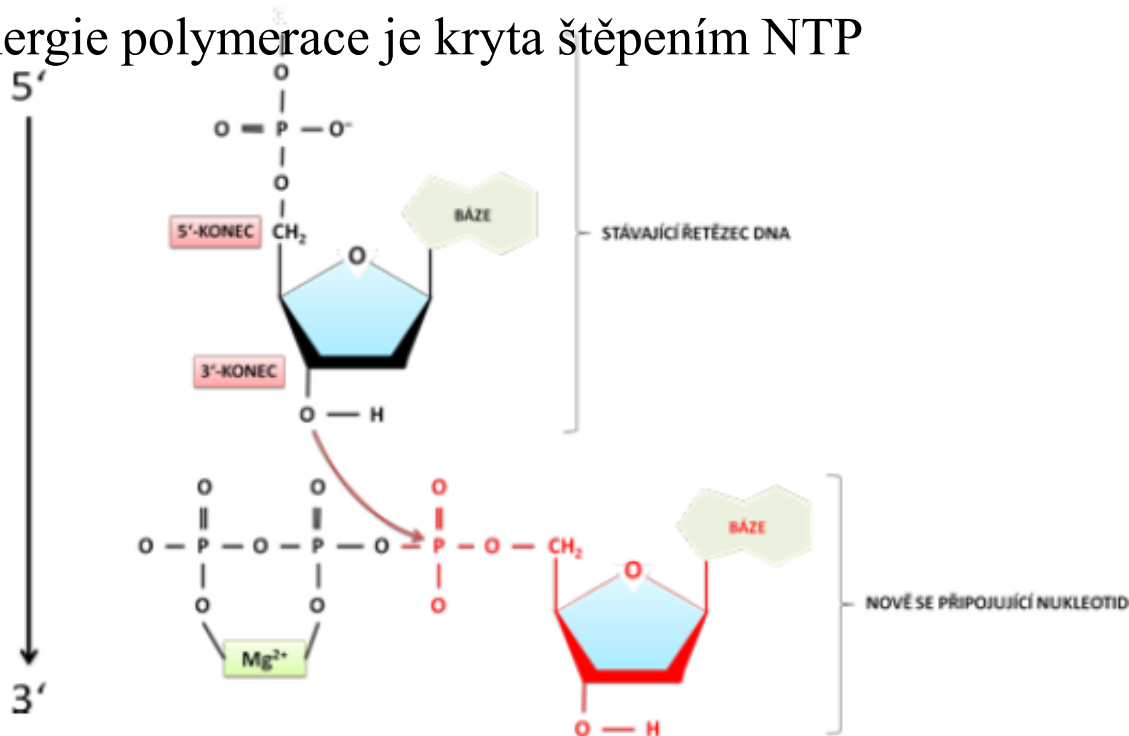 nergie polymerace je kryta štěpením NTP
5‘
O
O = P – O⁻
O
5‘-KONEC CH₂
BÁZE
O
STÁVAJÍCÍ ŘETĚZEC DNA
3‘-KONEC
O – H
O O O
O – P – O – P – O – P – O – CH₂
BÁZE
O O O
O
NOVĚ SE PŘIPOJUJÍCÍ NUKLEOTID
Mg²⁺
3‘
O – H